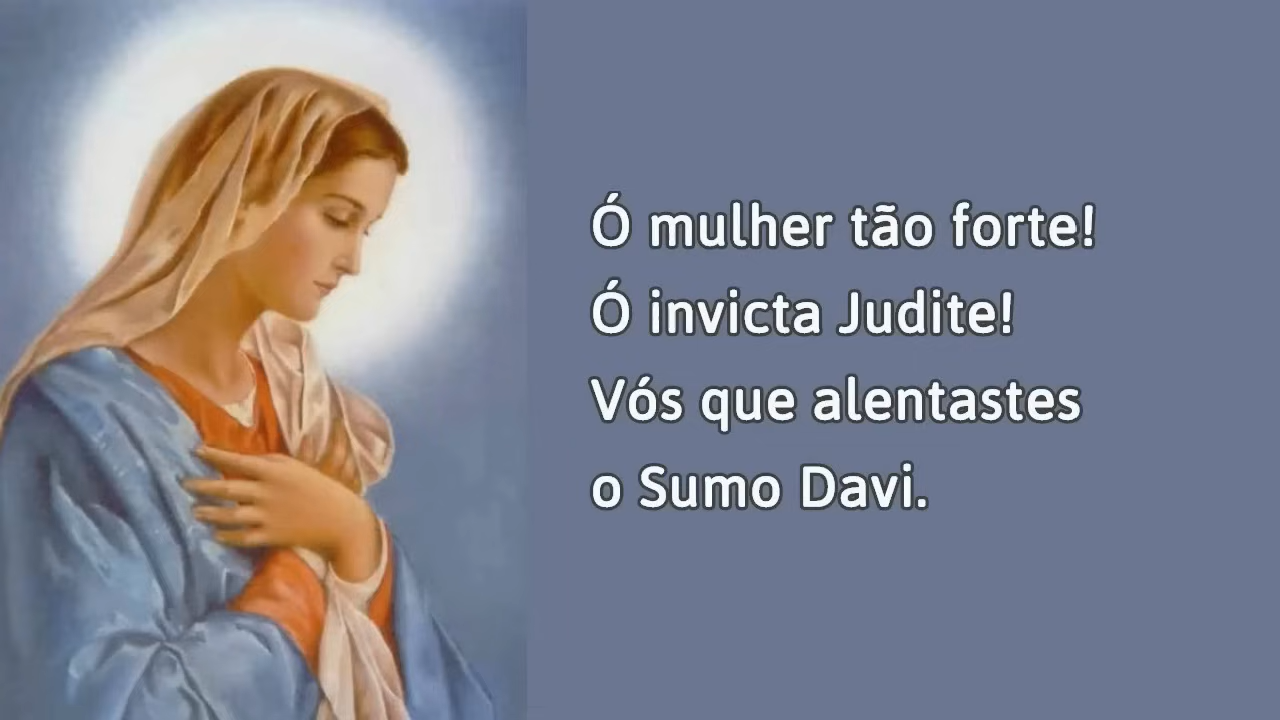 Ó mulher tão forte!
Ó invicta Judite!
Vós que alentastes
o Sumo Davi.